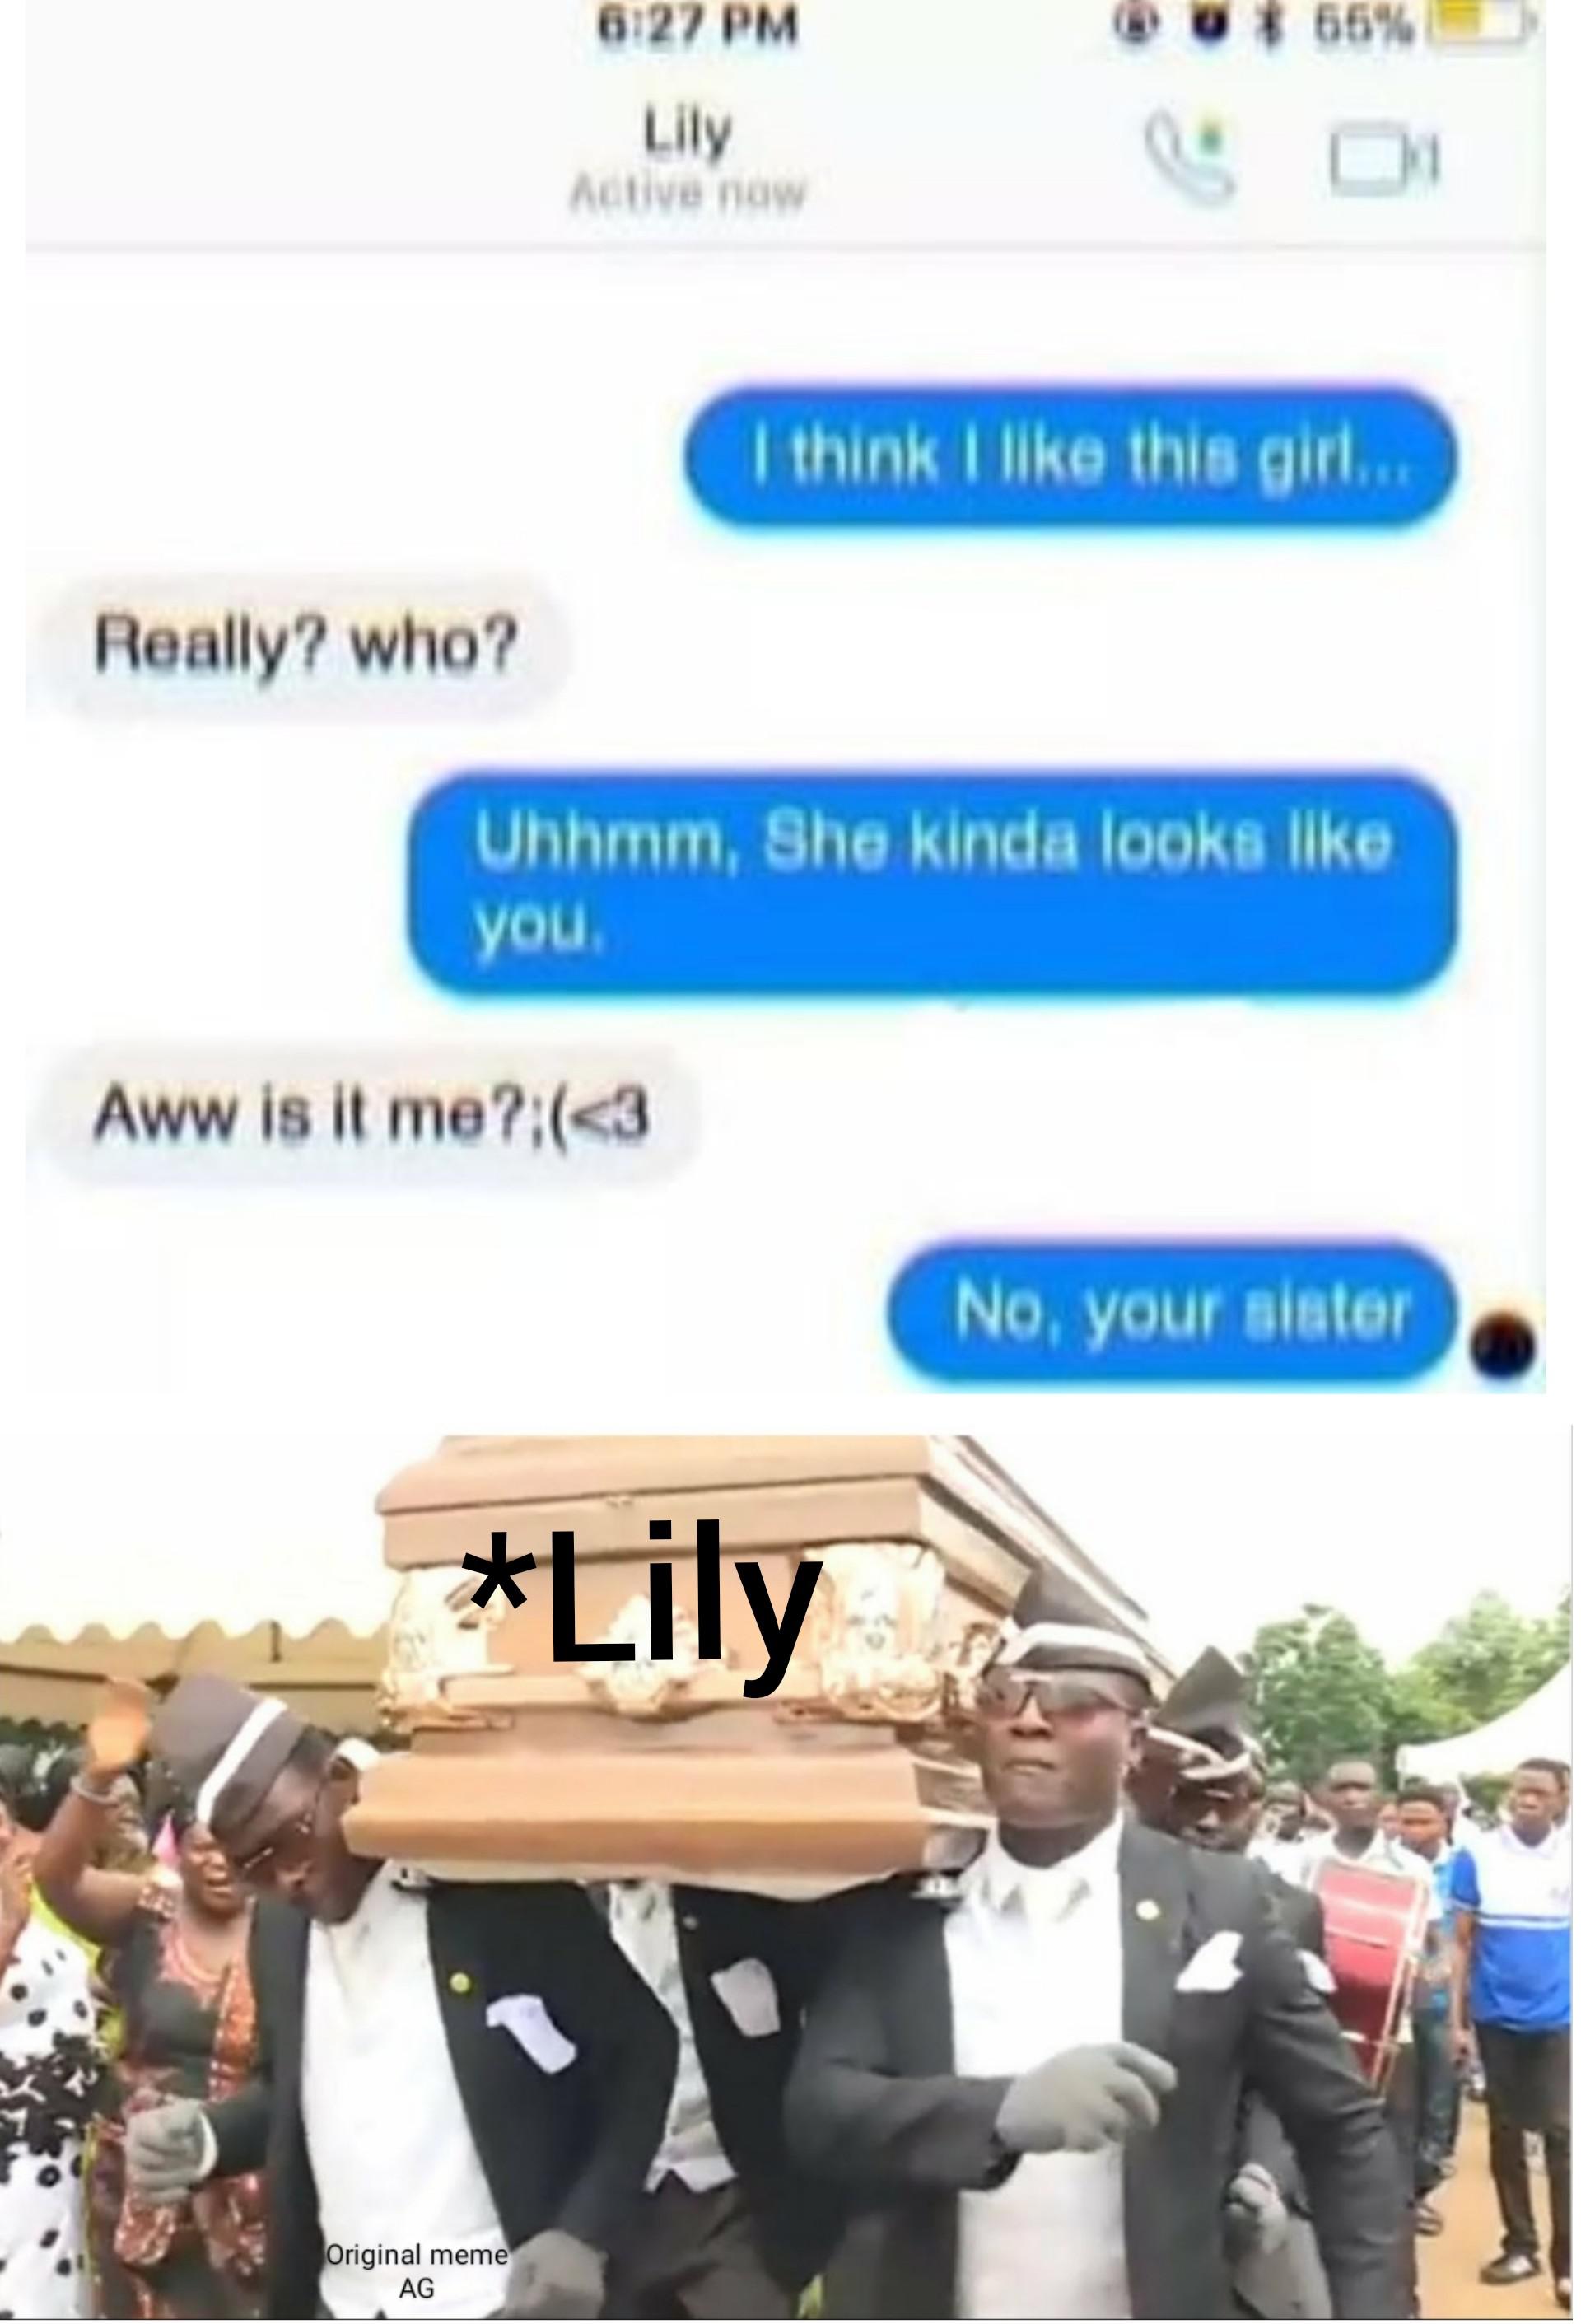 6:27 PM 55%
Lily
Active now
I think I like this girl...
Really? who?
Uhhmm, She kinda looks like
you.
Aww is it me?;(<3
No, your sister
*Lily
Original meme
AG